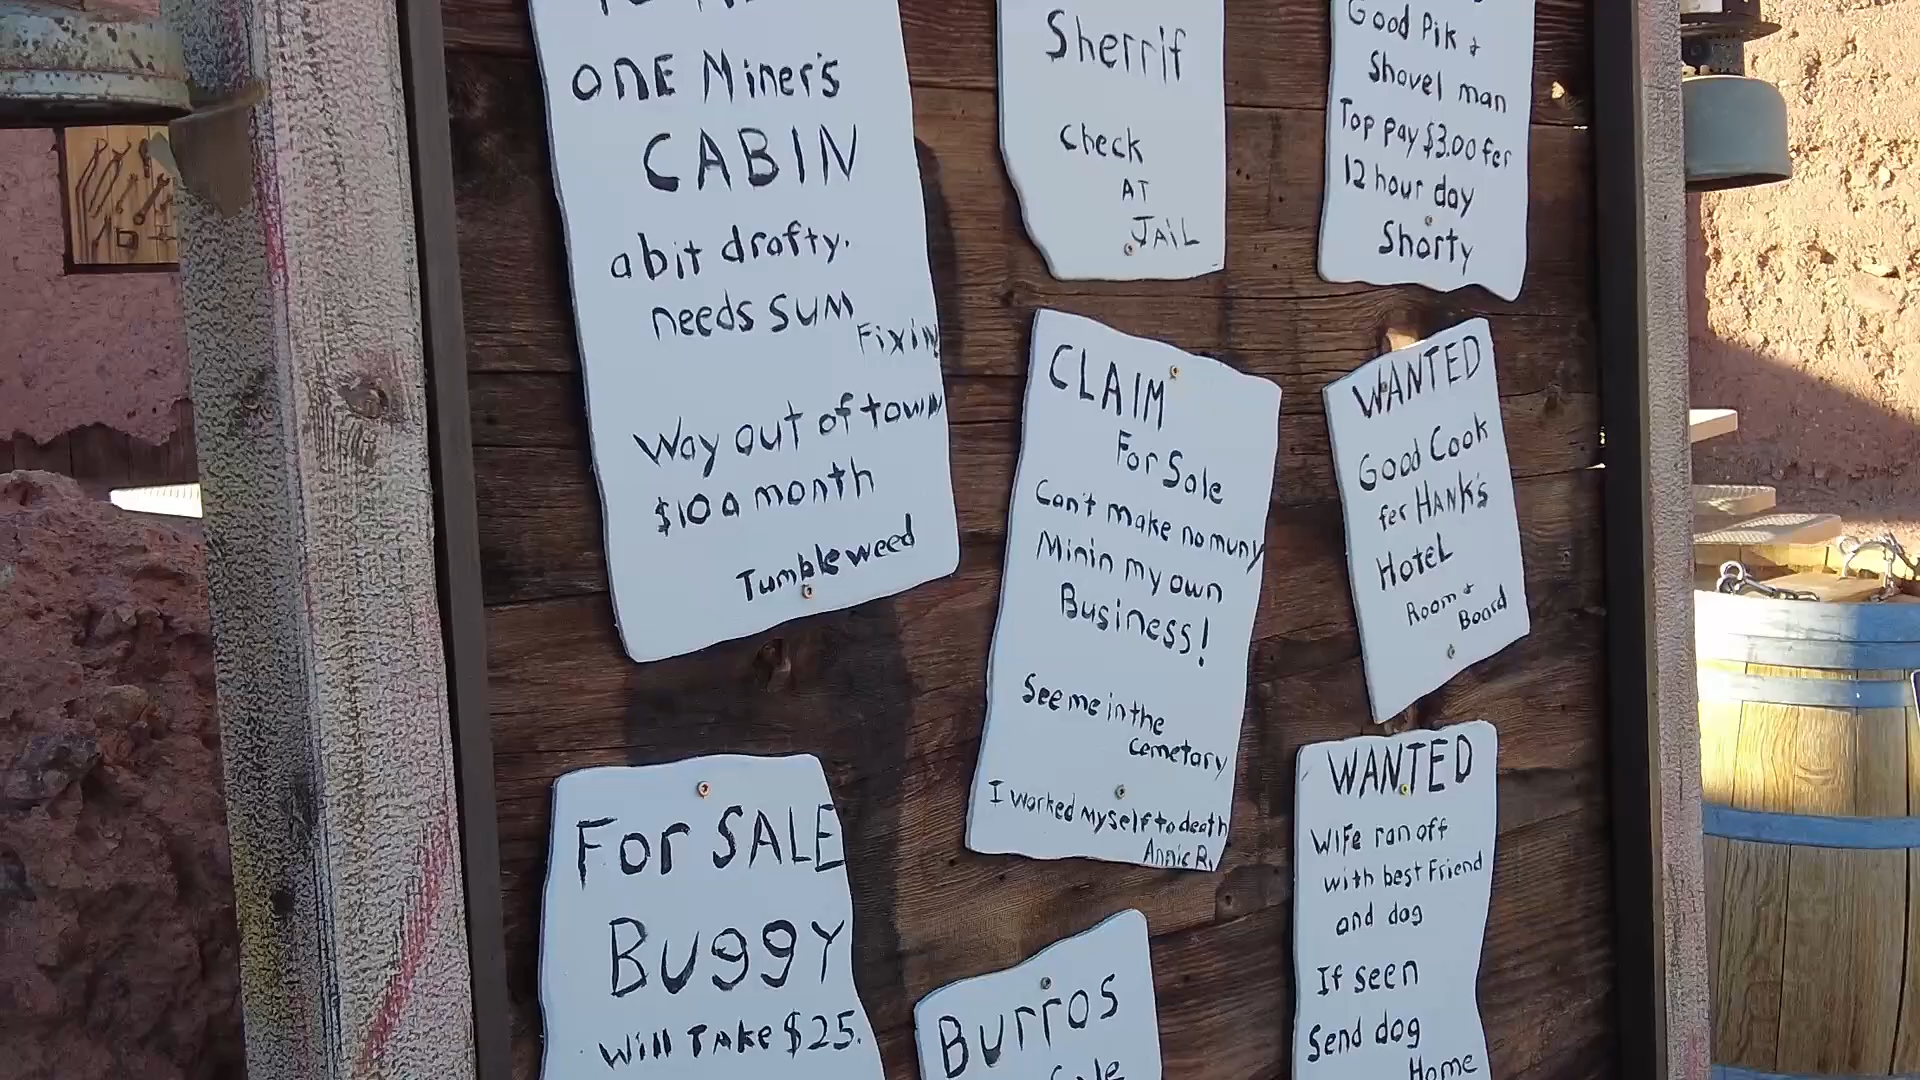 ONE Miner's
CABIN
a bit drafty.
needs SUM
Fixin
Way out of town
$10 a month
Tumbleweed
Sherrif
Check
AT
JAIL
Good Pik +
Shovel man
Top pay $3.00 fer
12 hour day
Shorty
CLAIM
For Sale
Can't make no muny
Minin my own
Business!
See me in the
Cemetary
I worked myself to death
Annie R.
WANTED
Good Cook
fer HANK'S
HoteL
Room +
Board
For SALE
BuggY
Will TAKE $25.
Burros
Sale
WANTED
WIFe ran off
with best Friend
and dog
If seen
Send dog
Home